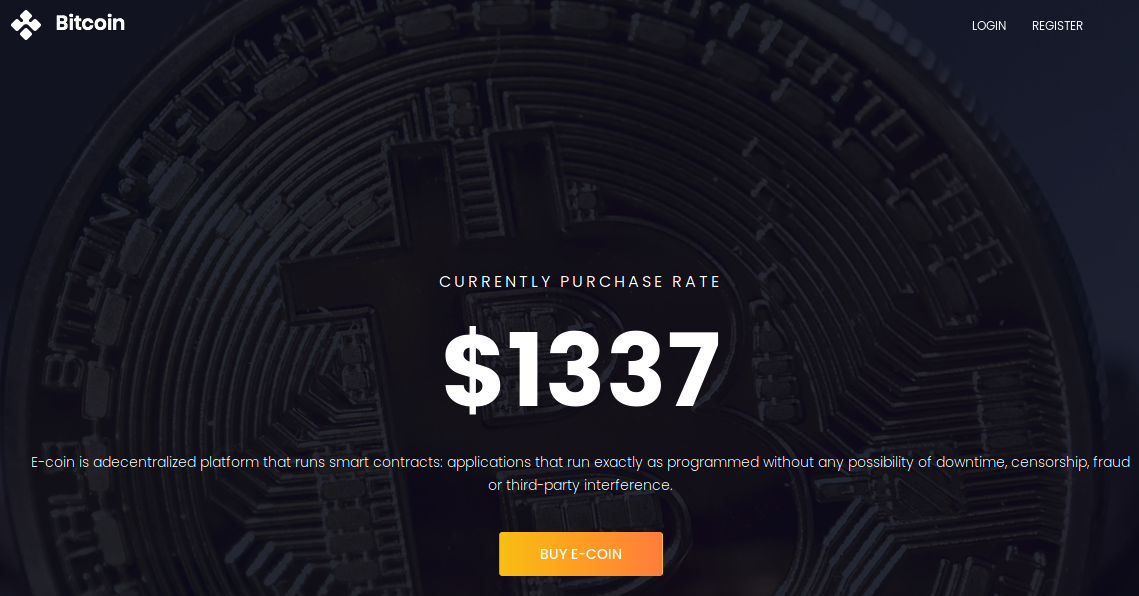 Bitcoin
LOGIN REGISTER
CURRENTLY PURCHASE RATE
$1337
E-coin is adecentralized platform that runs smart contracts: applications that run exactly as programmed without any possibility of downtime, censorship, fraud
or third-party interference.
BUY E-COIN